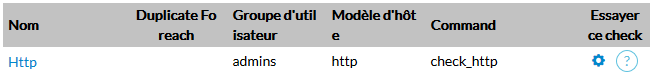 Nom Duplicate Fo Groupe d'util Modèle d'hôt Command Essayer
reach isateur e ce check
Http admins http check_http ?